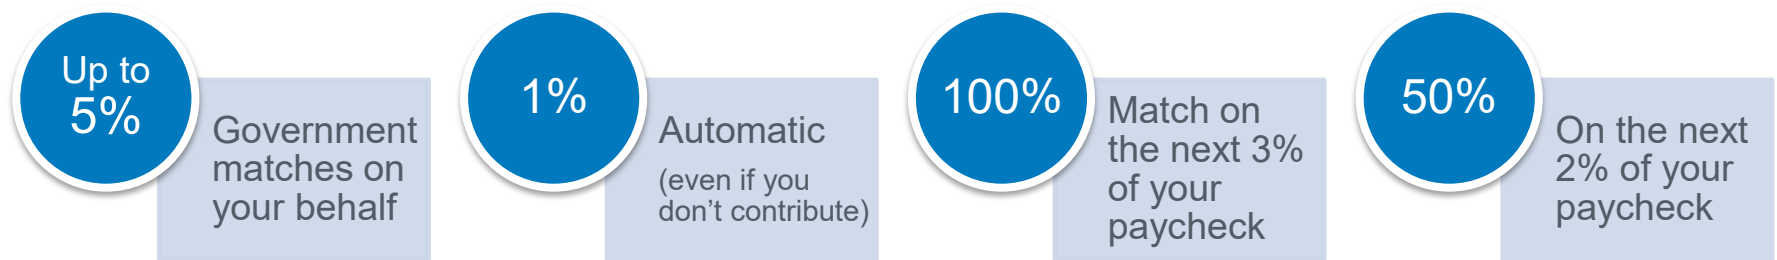 Up to
5%
Government
matches on
your behalf
1%
Automatic
(even if you
don't contribute)
100%
Match on
the next 3%
of your
paycheck
50%
On the next
2% of your
paycheck